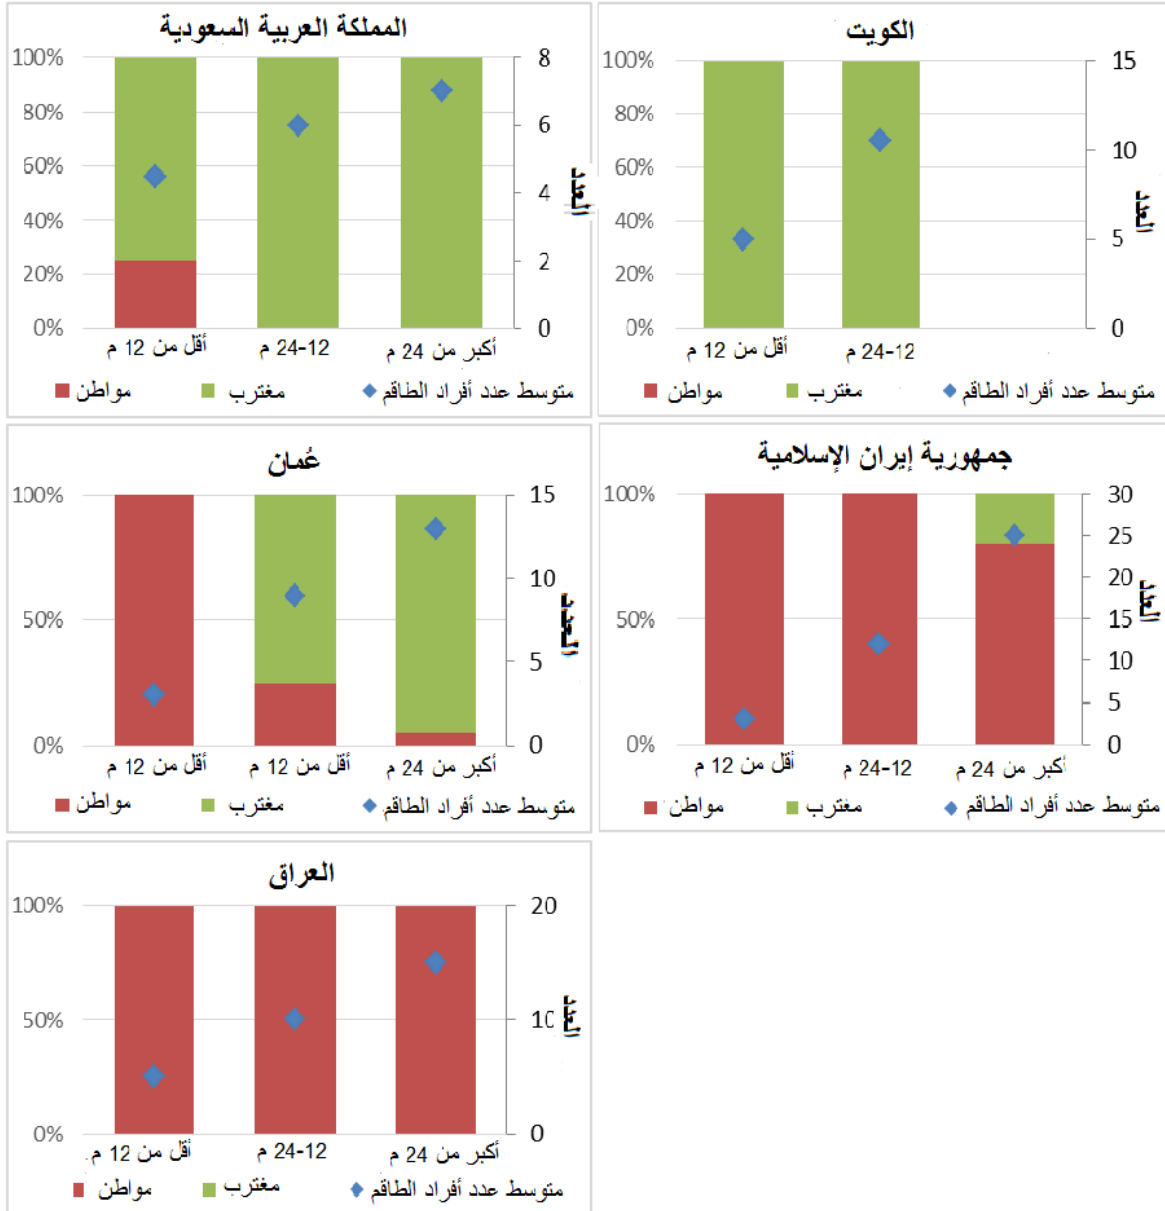 المملكة العربية السعودية
100%
80%
60%
40%
20%
0%
8
6
4
2
0
العدد
أقل من 12 م
24-12 م
أكبر من 24 م
مواطن
مغترب
متوسط عدد أفراد الطاقم
الكويت
100%
80%
60%
40%
20%
0%
15
10
5
0
العدد
أقل من 12 م
24-12 م
مواطن
مغترب
متوسط عدد أفراد الطاقم
عُمان
100%
50%
0%
15
10
5
0
العدد
أقل من 12 م
أقل من 12 م
أكبر من 24 م
مواطن
مغترب
متوسط عدد أفراد الطاقم
جمهورية إيران الإسلامية
100%
50%
0%
30
25
20
15
10
5
0
العدد
أقل من 12 م
24-12 م
أكبر من 24 م
مواطن
مغترب
متوسط عدد أفراد الطاقم
العراق
100%
50%
0%
20
10
0
العدد
أقل من 12 م.
24-12 م
أكبر من 24 م
مواطن
مغترب
متوسط عدد أفراد الطاقم